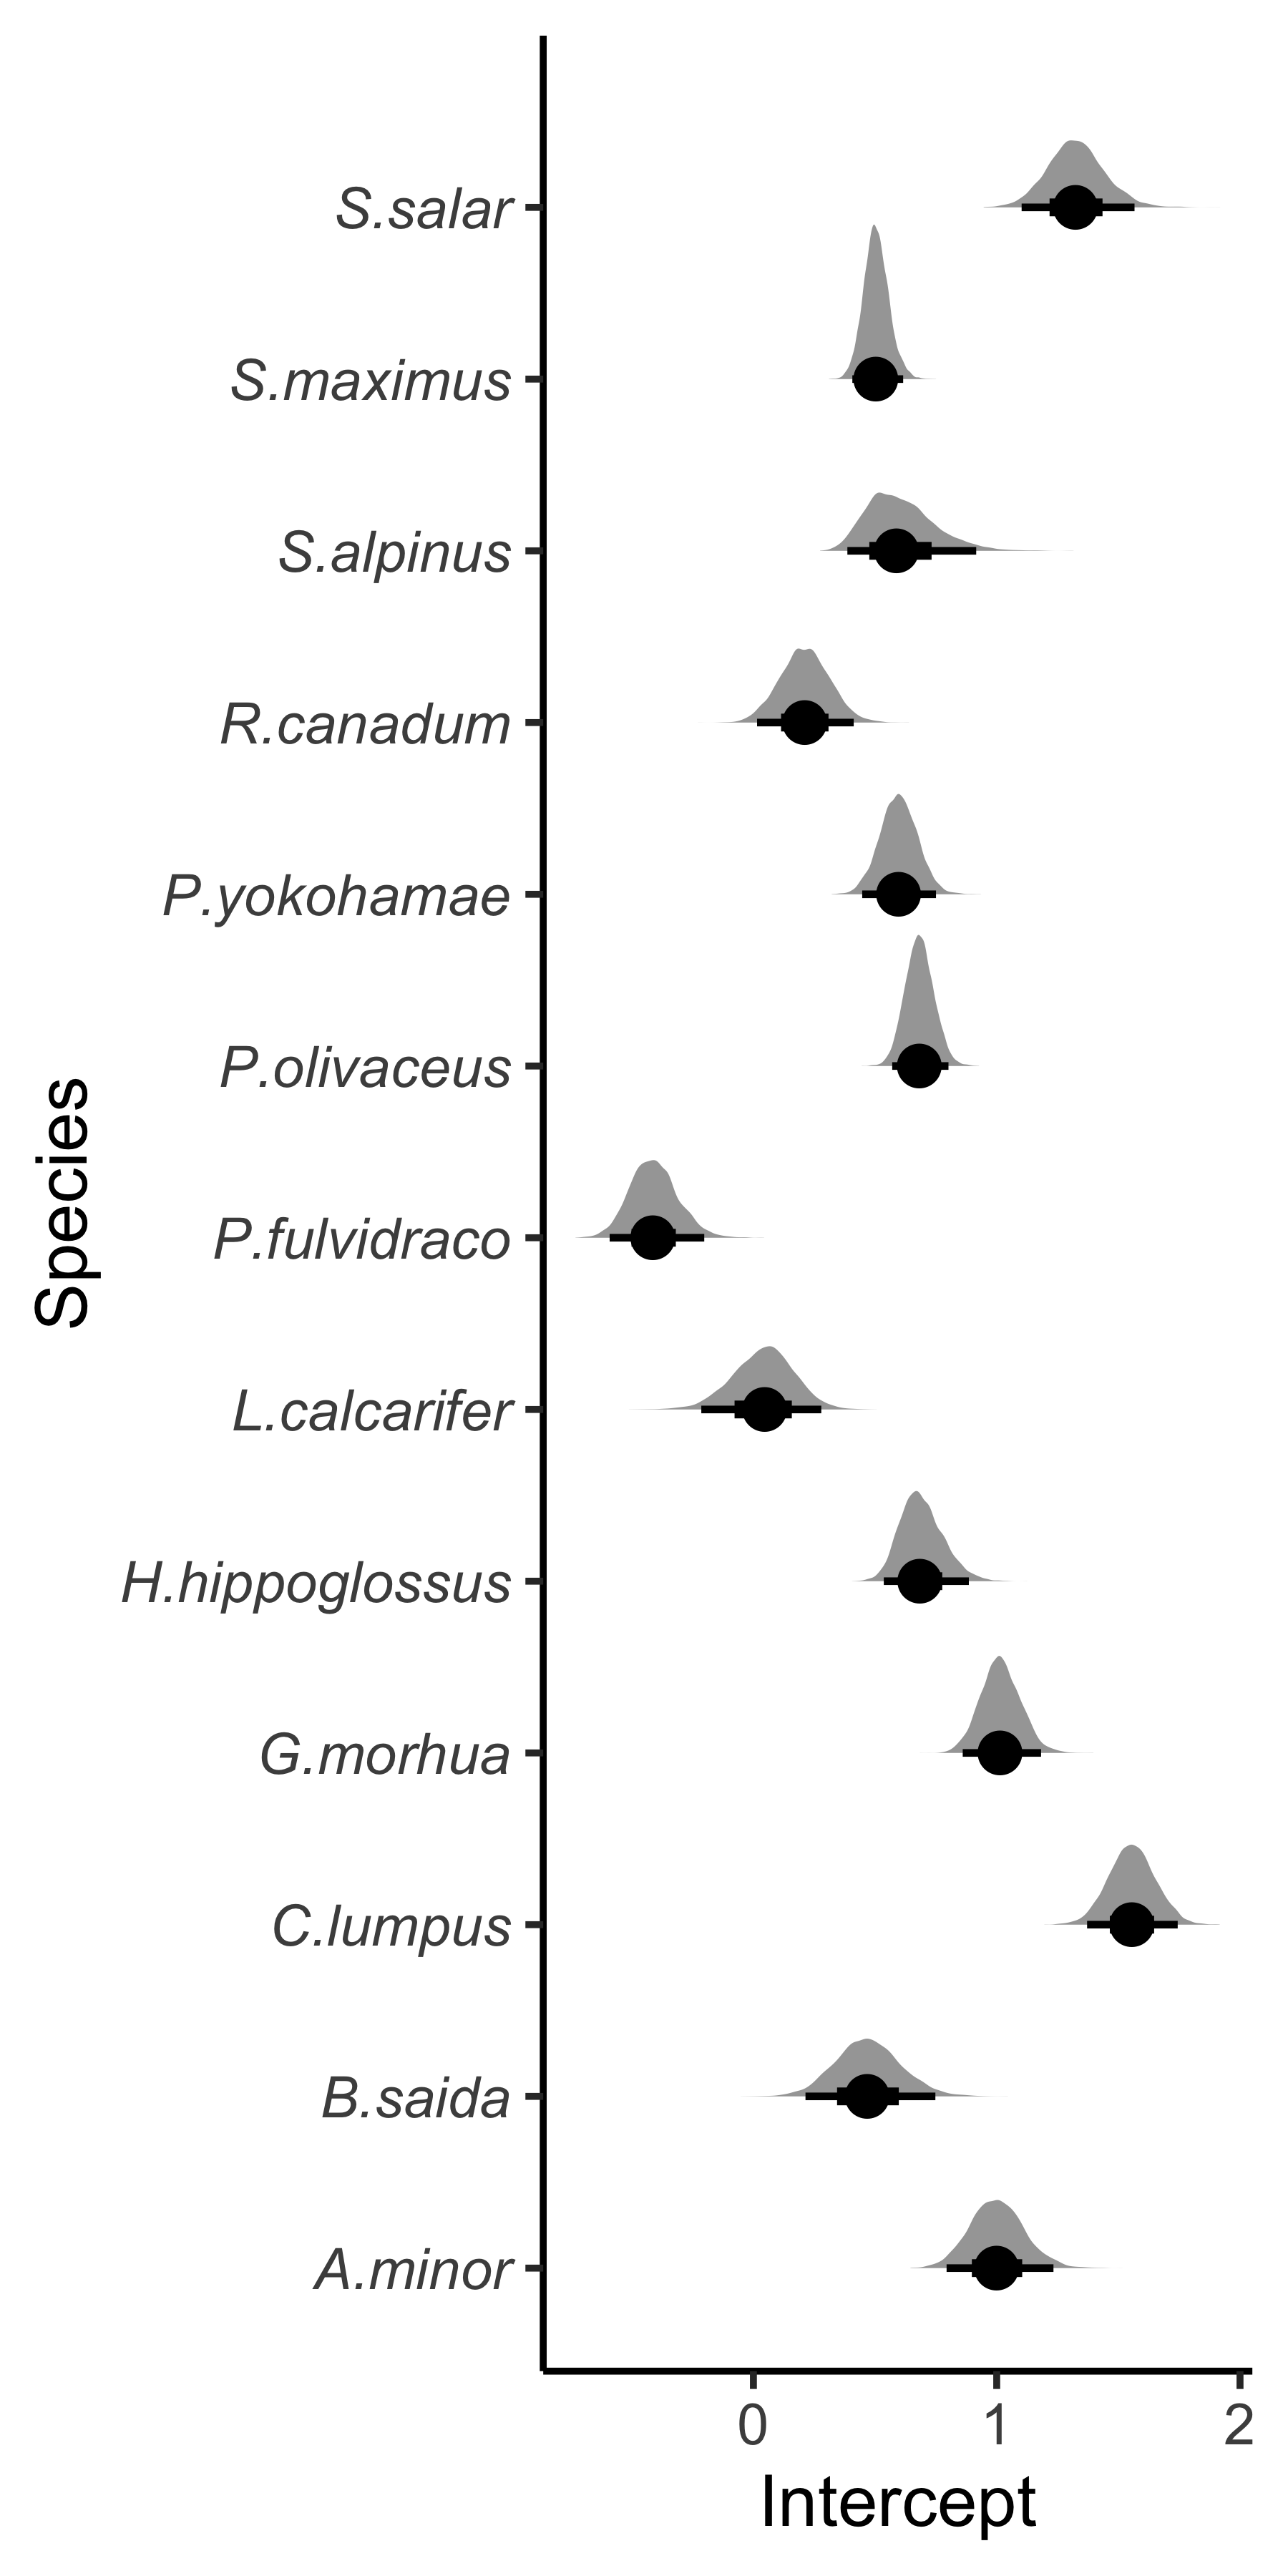 Species
S.salar
S.maximus
S.alpinus
R.canadum
P.yokohamae
P.olivaceus
P.fulvidraco
L.calcarifer
H.hippoglossus
G.morhua
C.lumpus
B.saida
A.minor
0 1 2
Intercept